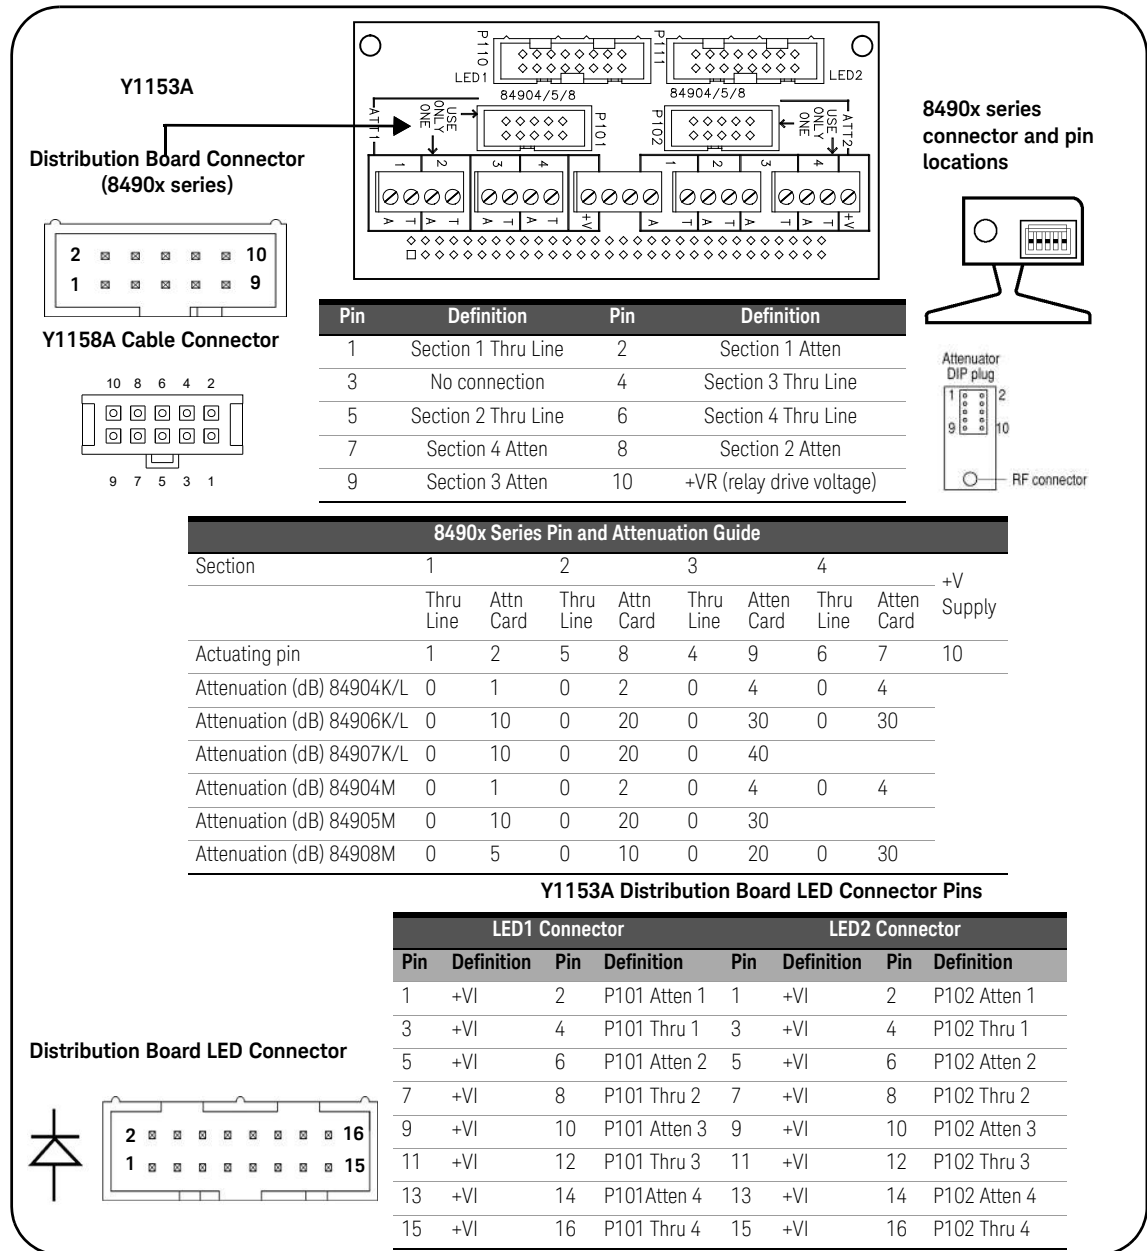 Y1153A
Distribution Board Connector
(8490x series)
2 10
1 9
Y1158A Cable Connector
10 8 6 4 2
9 7 5 3 1
P110 P111
LED1 LED2
84904/5/8 84904/5/8
ATT1 USE ONLY ONE P101 P102 USE ONLY ONE ATT2
1 2 3 4 1 2 3 4
A T A T A T A T +V A T A T A T A T +V
8490x series
connector and pin
locations
Attenuator
DIP plug
1 2
9 10
RF connector
Pin Definition Pin Definition
1 Section 1 Thru Line 2 Section 1 Atten
3 No connection 4 Section 3 Thru Line
5 Section 2 Thru Line 6 Section 4 Thru Line
7 Section 4 Atten 8 Section 2 Atten
9 Section 3 Atten 10 +VR (relay drive voltage)
8490x Series Pin and Attenuation Guide
Section 1 2 3 4 +V Supply
Thru Line Attn Card Thru Line Attn Card Thru Line Atten Card Thru Line Atten Card
Actuating pin 1 2 5 8 4 9 6 7 10
Attenuation (dB) 84904K/L 0 1 0 2 0 4 0 4
Attenuation (dB) 84906K/L 0 10 0 20 0 30 0 30
Attenuation (dB) 84907K/L 0 10 0 20 0 40
Attenuation (dB) 84904M 0 1 0 2 0 4 0 4
Attenuation (dB) 84905M 0 10 0 20 0 30
Attenuation (dB) 84908M 0 5 0 10 0 20 0 30
Y1153A Distribution Board LED Connector Pins
LED1 Connector LED2 Connector
Pin Definition Pin Definition Pin Definition Pin Definition
1 +VI 2 P101 Atten 1 1 +VI 2 P102 Atten 1
3 +VI 4 P101 Thru 1 3 +VI 4 P102 Thru 1
5 +VI 6 P101 Atten 2 5 +VI 6 P102 Atten 2
7 +VI 8 P101 Thru 2 7 +VI 8 P102 Thru 2
9 +VI 10 P101 Atten 3 9 +VI 10 P102 Atten 3
11 +VI 12 P101 Thru 3 11 +VI 12 P102 Thru 3
13 +VI 14 P101Atten 4 13 +VI 14 P102 Atten 4
15 +VI 16 P101 Thru 4 15 +VI 16 P102 Thru 4
Distribution Board LED Connector
2 16
1 15